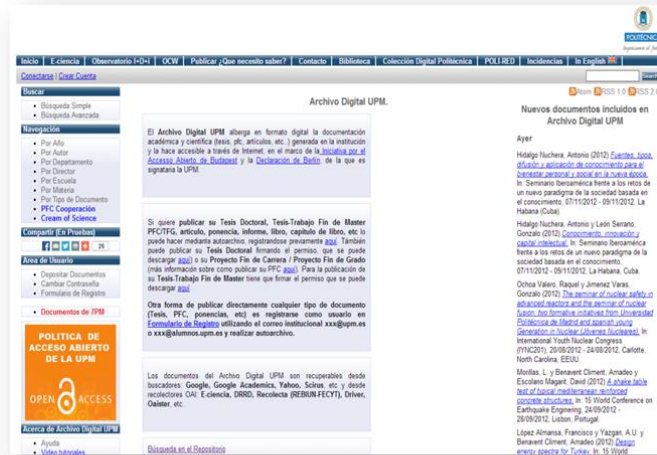 POLITÉCNICA
Inicio | E-ciencia | Observatorio I+D+i | OCW | Publicar ¿Que necesito saber? | Contacto | Biblioteca | Colección Digital Politécnica | POLI-RED | Incidencias | In English
Conectarse | Crear Cuenta
Search
Buscar
Búsqueda Simple
Búsqueda Avanzada
Navegación
Por Año
Por Autor
Por Departamento
Por Director
Por Escuela
Por Materia
Por Tipo de Documento
PFC Cooperación
Cream of Science
Compartir (En Pruebas)
26
Area de Usuario
Depositar Documentos
Cambiar Contraseña
Formulario de Registro
Documentos de 7PM
POLITICA DE
ACCESO ABIERTO
DE LA UPM
OPEN ACCESS
Acerca de Archivo Digital UPM
Ayuda
Video tutoriales
Archivo Digital UPM.
El Archivo Digital UPM alberga en formato digital la documentación
académica y científica (tesis, pfc, artículos, etc..) generada en la institución
y la hace accesible a través de Internet, en el marco de la Iniciativa por el
Acceso Abierto de Budapest y la Declaración de Berlín, de la que es
signataria la UPM.
Si quiere publicar su Tesis Doctoral, Tesis-Trabajo Fin de Master
PFC/TFG, artículo, ponencia, informe, libro, capítulo de libro, etc lo
puede hacer mediante autoarchivo, registrandose previamente aquí. También
puede publicar su Tesis Doctoral firmando el permiso, que se puede
descargar aquí) o su Proyecto Fin de Carrera / Proyecto Fin de Grado
(más información sobre como publicar su PFC aquí). Para la publicación de
su Tesis-Trabajo Fin de Master tiene que firmar el permiso que se puede
descargar aquí
Otra forma de publicar directamente cualquier tipo de documento
(Tesis, PFC, ponencias, etc) es registrarse como usuario en
Formulario de Registro utilizando el correo institucional xxx@upm.es
o xxx@alumnos.upm.es y realizar autoarchivo.
Los documentos del Archivo Digital UPM son recuperables desde
buscadores: Google, Google Academics, Yahoo, Scirus, etc y desde
recolectores OAI: E-ciencia, DRRD, Recolecta (REBIUN-FECYT), Driver,
Oaister, etc.
Búsqueda en el Repositorio
Atom RSS 1.0 RSS 2.0
Nuevos documentos incluidos en
Archivo Digital UPM
Ayer
Hidalgo Nuchera, Antonio (2012) Fuentes, tipos,
difusión y aplicación de conocimiento para el
bienestar personal y social en la nueva época.
In: Seminario Iberoamérica frente a los retos de
un nuevo paradigma de la sociedad basada en
el conocimiento, 07/11/2012 - 09/11/2012, La
Habana (Cuba).
Hidalgo Nuchera, Antonio y León Serrano,
Gonzalo (2012) Conocimiento, innovación y
capital intelectual. In: Seminario Iberoamérica
frente a los retos de un nuevo paradigma de la
sociedad basada en el conocimiento,
07/11/2012 - 09/11/2012, La Habana, Cuba.
Ochoa Valero, Raquel y Jimenez Varas,
Gonzalo (2012) The seminar of nuclear safety in
advanced reactors and the seminar of nuclear
fusion, two formative initiatives from Universidad
Politécnica de Madrid and spanish young
Generation in Nuclear (Jóvenes Nucleares). In:
International Youth Nuclear Congress
(IYNC201), 20/08/2012 - 24/08/2012, Carlotte,
North Carolina, EEUU.
Morillas, L. y Benavent Climent, Amadeo y
Escolano Magarit, David (2012) A shake table
test of typical mediterranean reinforced
concrete structures. In: 15 World Conference on
Earthquake Enginering, 24/09/2012 -
28/09/2012, Lisbon, Portugal.
López Almansa, Francisco y Yazgan, A.U. y
Benavent Climent, Amadeo (2012) Design
energy spectra for Turkey. In: 15 World